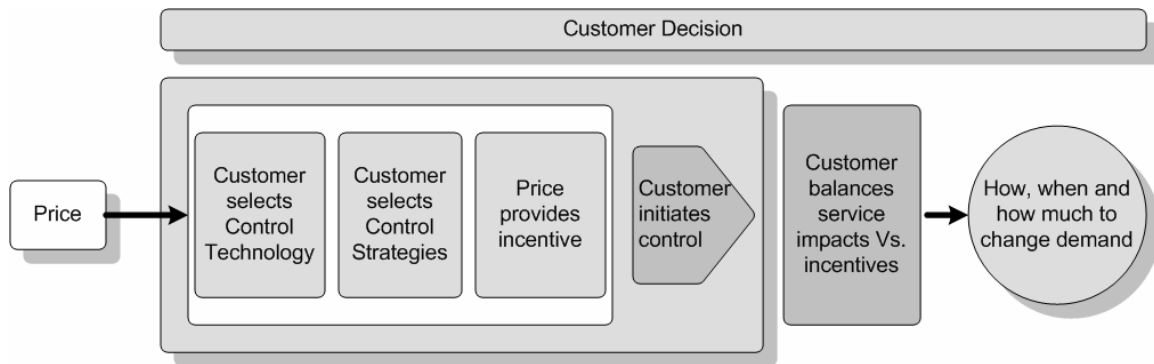 Customer Decision
Price
Customer
selects
Control
Technology
Customer
selects
Control
Strategies
Price
provides
incentive
Customer
initiates
control
Customer
balances
service
impacts Vs.
incentives
How, when and
how much to
change demand